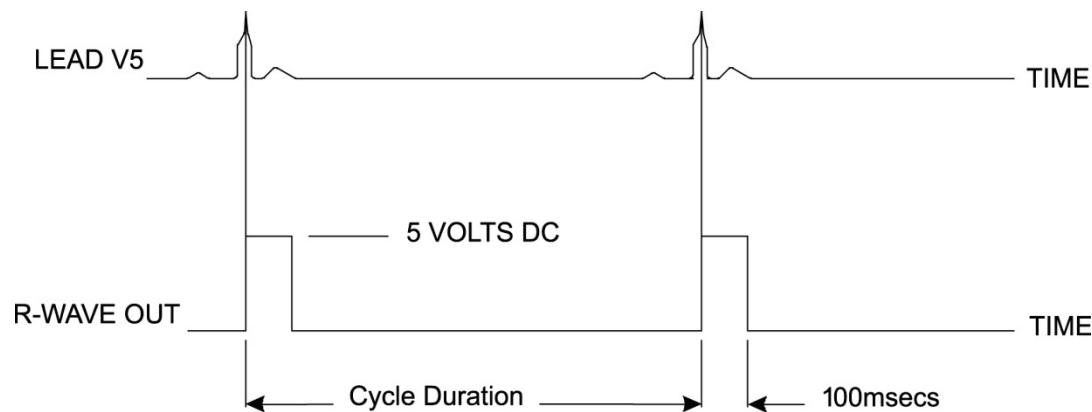 LEAD V5
TIME
5 VOLTS DC
R-WAVE OUT
TIME
Cycle Duration
100msecs